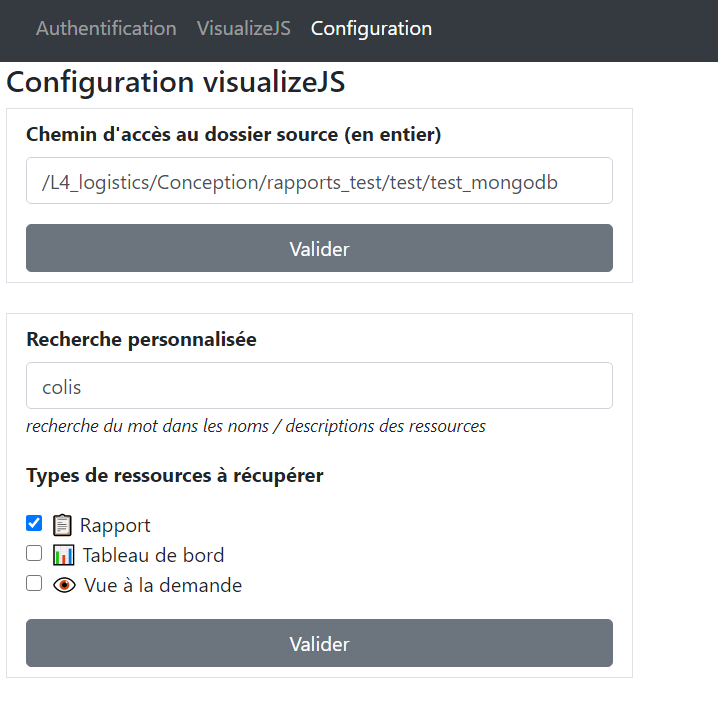 Authentification VisualizeJS Configuration
Configuration visualizeJS
Chemin d'accès au dossier source (en entier)
/L4_logistics/Conception/rapports_test/test/test_mongodb
Valider
Recherche personnalisée
colis
recherche du mot dans les noms / descriptions des ressources
Types de ressources à récupérer
Rapport
Tableau de bord
Vue à la demande
Valider